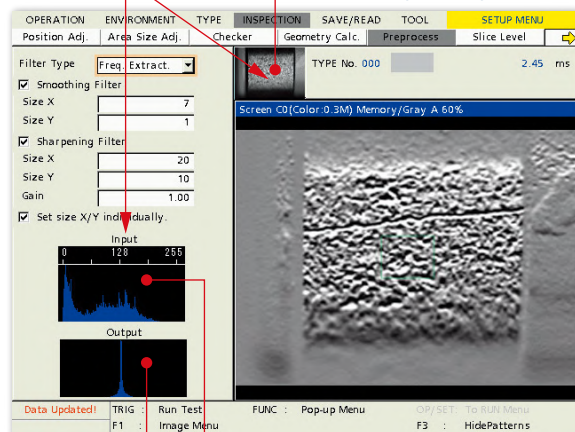 OPERATION ENVIRONMENT TYPE INSPECTION SAVE/READ TOOL SETUP MENU
Position Adj. Area Size Adj. Checker Geometry Calc. Preprocess Slice Level
Filter Type Freq. Extract.
TYPE No. 000 2.45 ms
Smoothing Filter
Size X 7
Size Y 1
Screen C0(Color:0.3M) Memory/Gray A 60%
Sharpening Filter
Size X 20
Size Y 10
Gain 1.00
Set size X/Y individually.
Input
0 128 255
Output
Data Updated! TRIG : Run Test FUNC : Pop-up Menu OP/SET: To RUN Menu
F1 : Image Menu F3 : HidePatterns